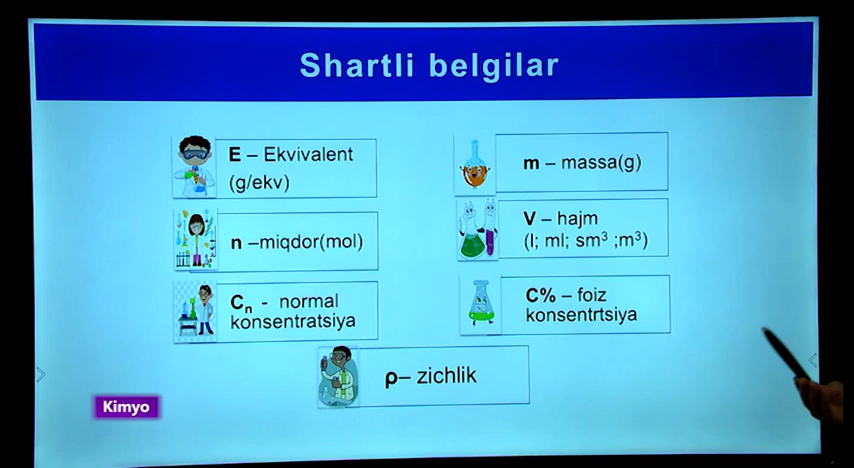 Shartli belgilar
E – Ekvivalent
(g/ekv)
m – massa(g)
n –miqdor(mol)
V – hajm
(l; ml; sm³ ;m³)
Cₙ - normal
konsentratsiya
C% – foiz
konsentrtsiya
ρ– zichlik
Kimyo